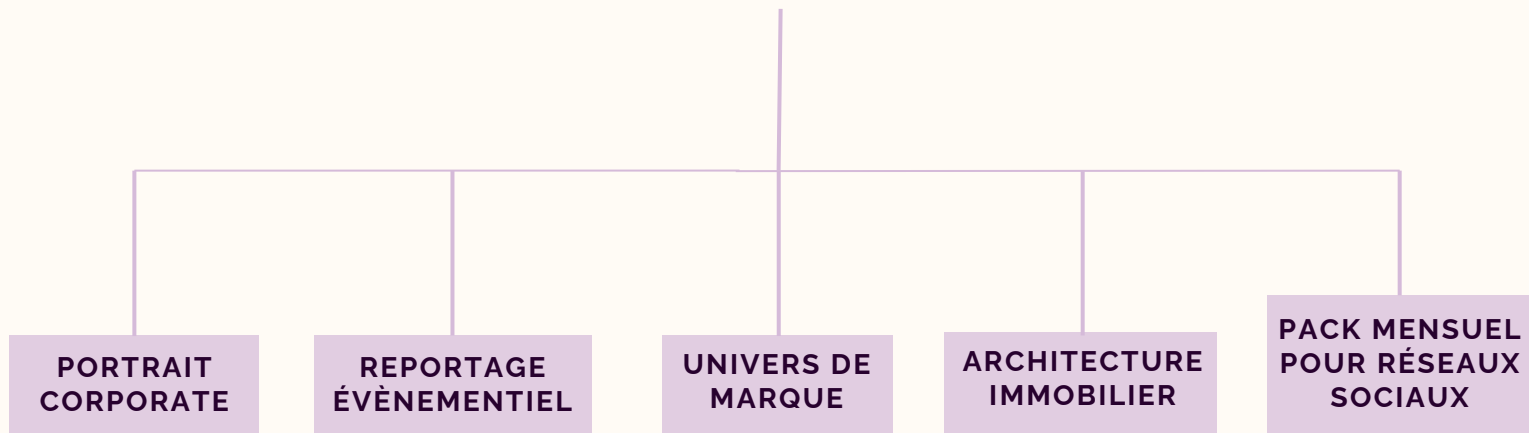 PORTRAIT
CORPORATE
REPORTAGE
ÉVÈNEMENTIEL
UNIVERS DE
MARQUE
ARCHITECTURE
IMMOBILIER
PACK MENSUEL
POUR RÉSEAUX
SOCIAUX